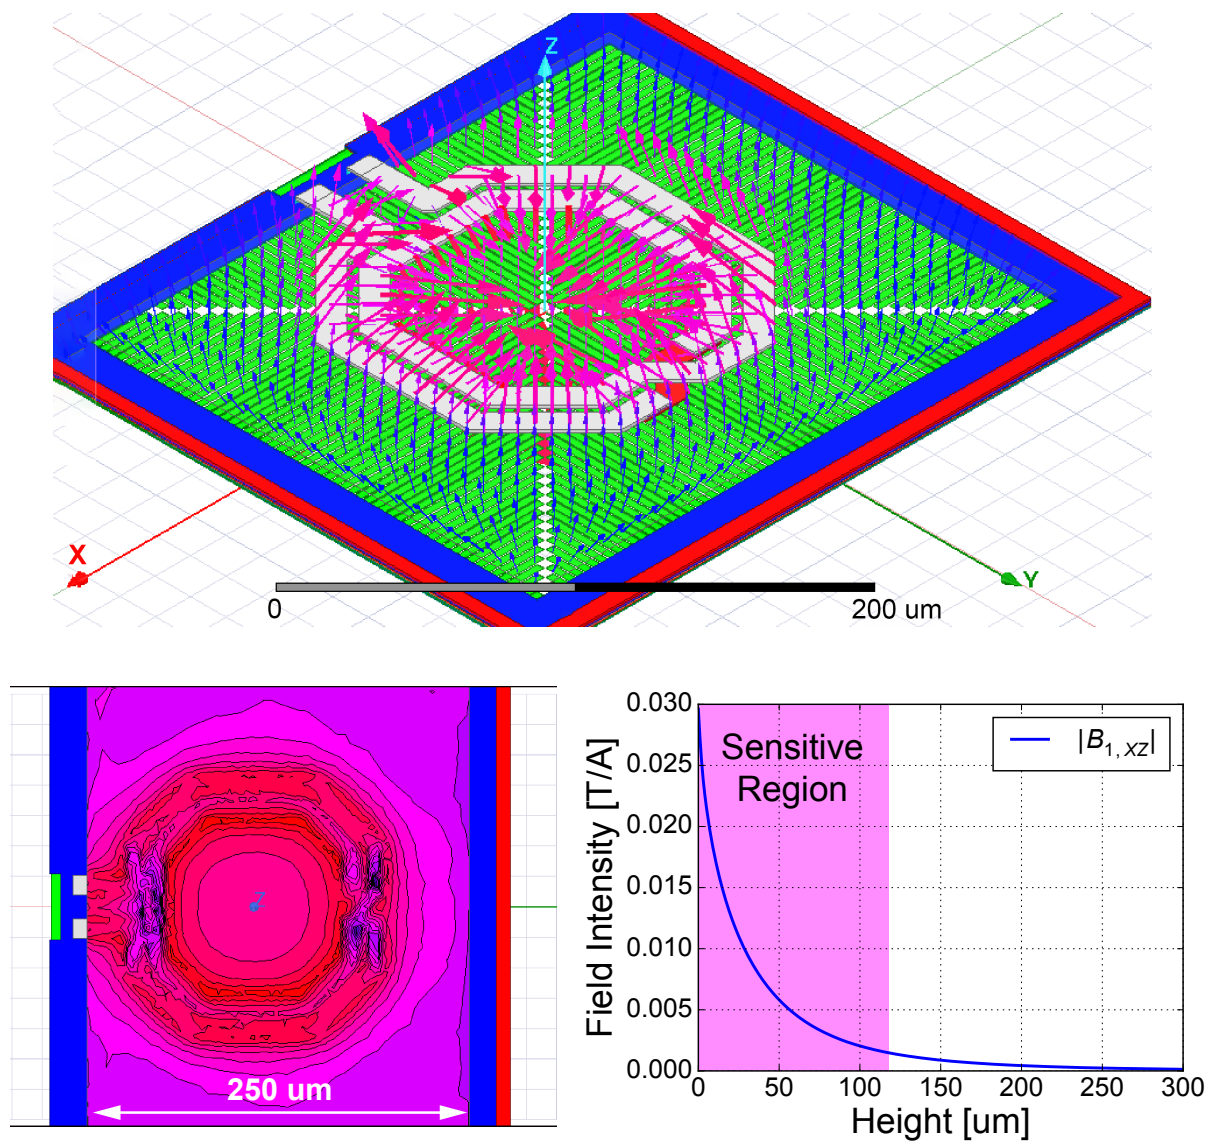 Z
X
Y
0
200 um
Z
250 um
0.030
0.025
0.020
0.015
0.010
0.005
0.000
Field Intensity [T/A]
Sensitive
Region
|B1, XZ|
0 50 100 150 200 250 300
Height [um]